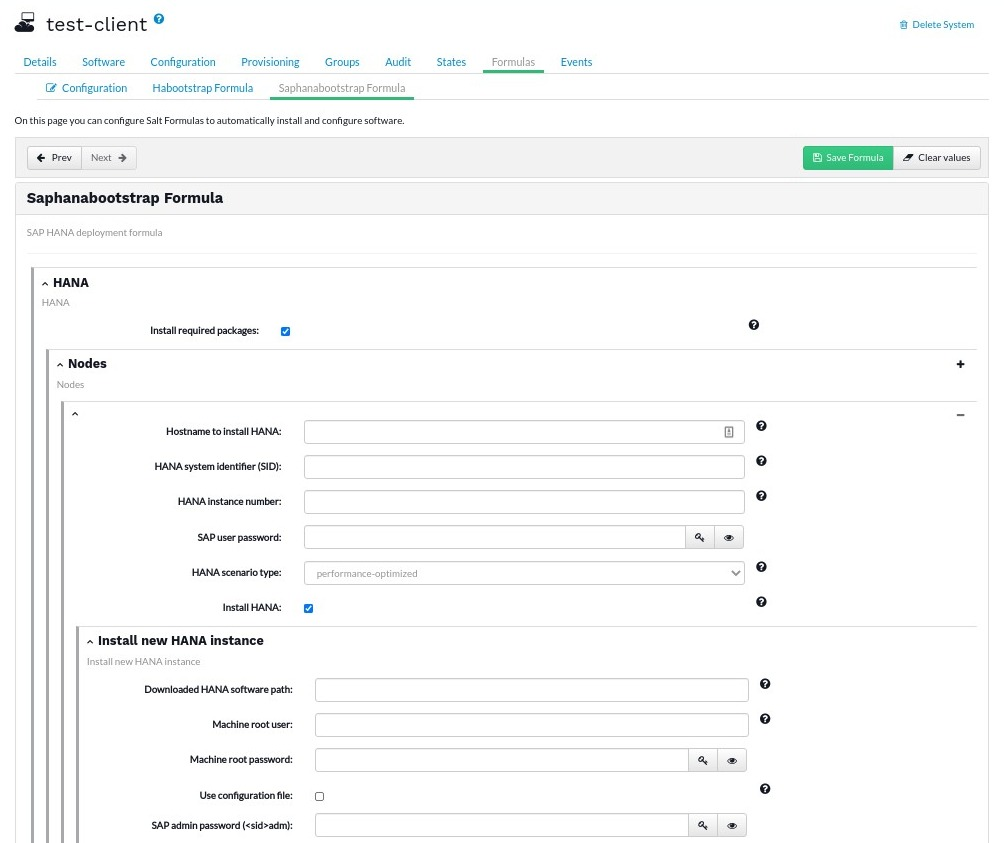 test-client
Delete System
Details Software Configuration Provisioning Groups Audit States Formulas Events
Configuration Habootstrap Formula Saphanabootstrap Formula
On this page you can configure Salt Formulas to automatically install and configure software.
Prev Next Save Formula Clear values
Saphanabootstrap Formula
SAP HANA deployment formula
HANA
HANA
Install required packages:
Nodes
Nodes
Hostname to install HANA:
HANA system identifier (SID):
HANA instance number:
SAP user password:
HANA scenario type: performance-optimized
Install HANA:
Install new HANA instance
Install new HANA instance
Downloaded HANA software path:
Machine root user:
Machine root password:
Use configuration file:
SAP admin password (<sid>adm):